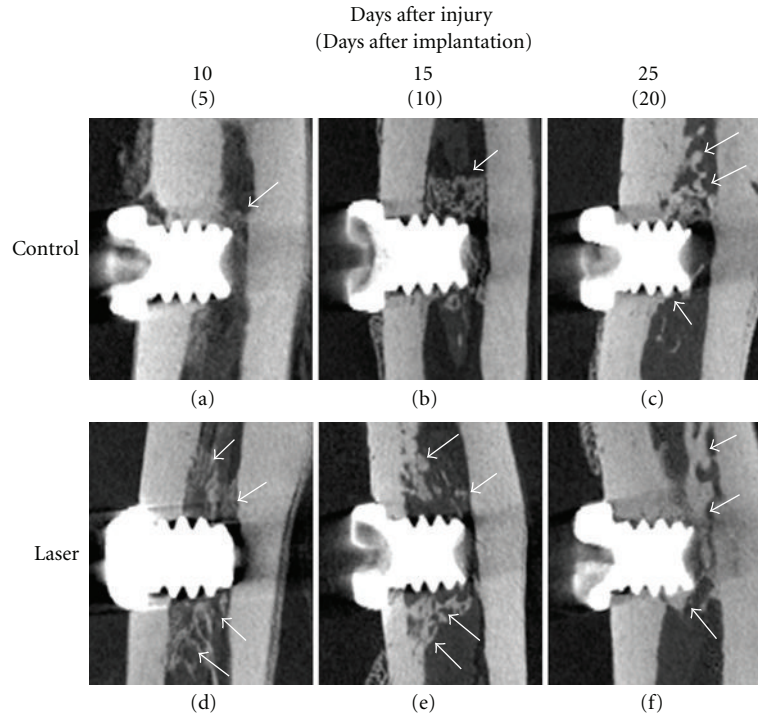 Days after injury
(Days after implantation)
10 15 25
(5) (10) (20)
Control
(a) (b) (c)
Laser
(d) (e) (f)